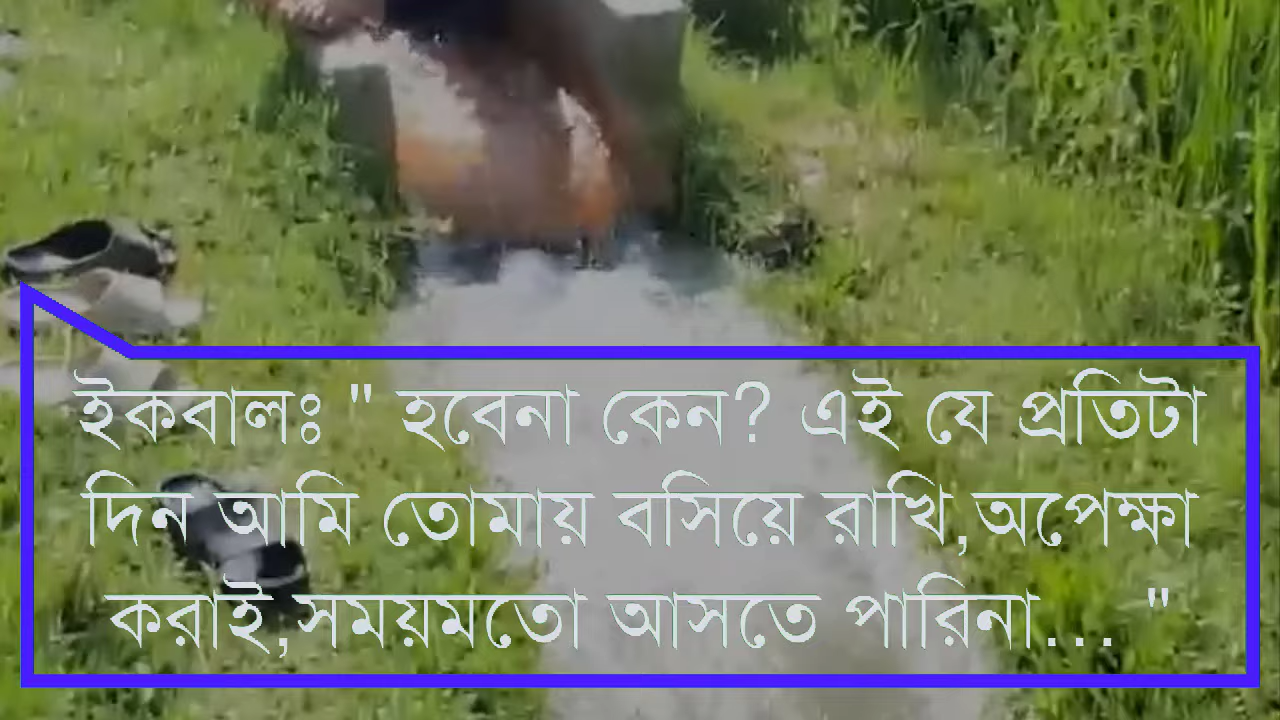 ইকবালঃ " হবেনা কেন? এই যে প্রতিটা
দিন আমি তোমায় বসিয়ে রাখি,অপেক্ষা
করাই,সময়মতো আসতে পারিনা... "